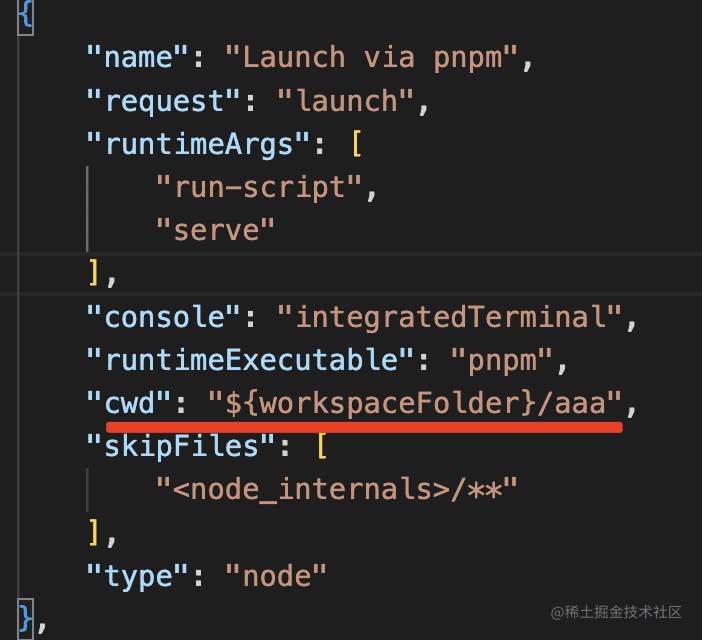 {
"name": "Launch via pnpm",
"request": "launch",
"runtimeArgs": [
"run-script",
"serve"
],
"console": "integratedTerminal",
"runtimeExecutable": "pnpm",
"cwd": "${workspaceFolder}/aaa",
"skipFiles": [
"<node_internals>/**"
],
"type": "node"
},
@稀土掘金技术社区